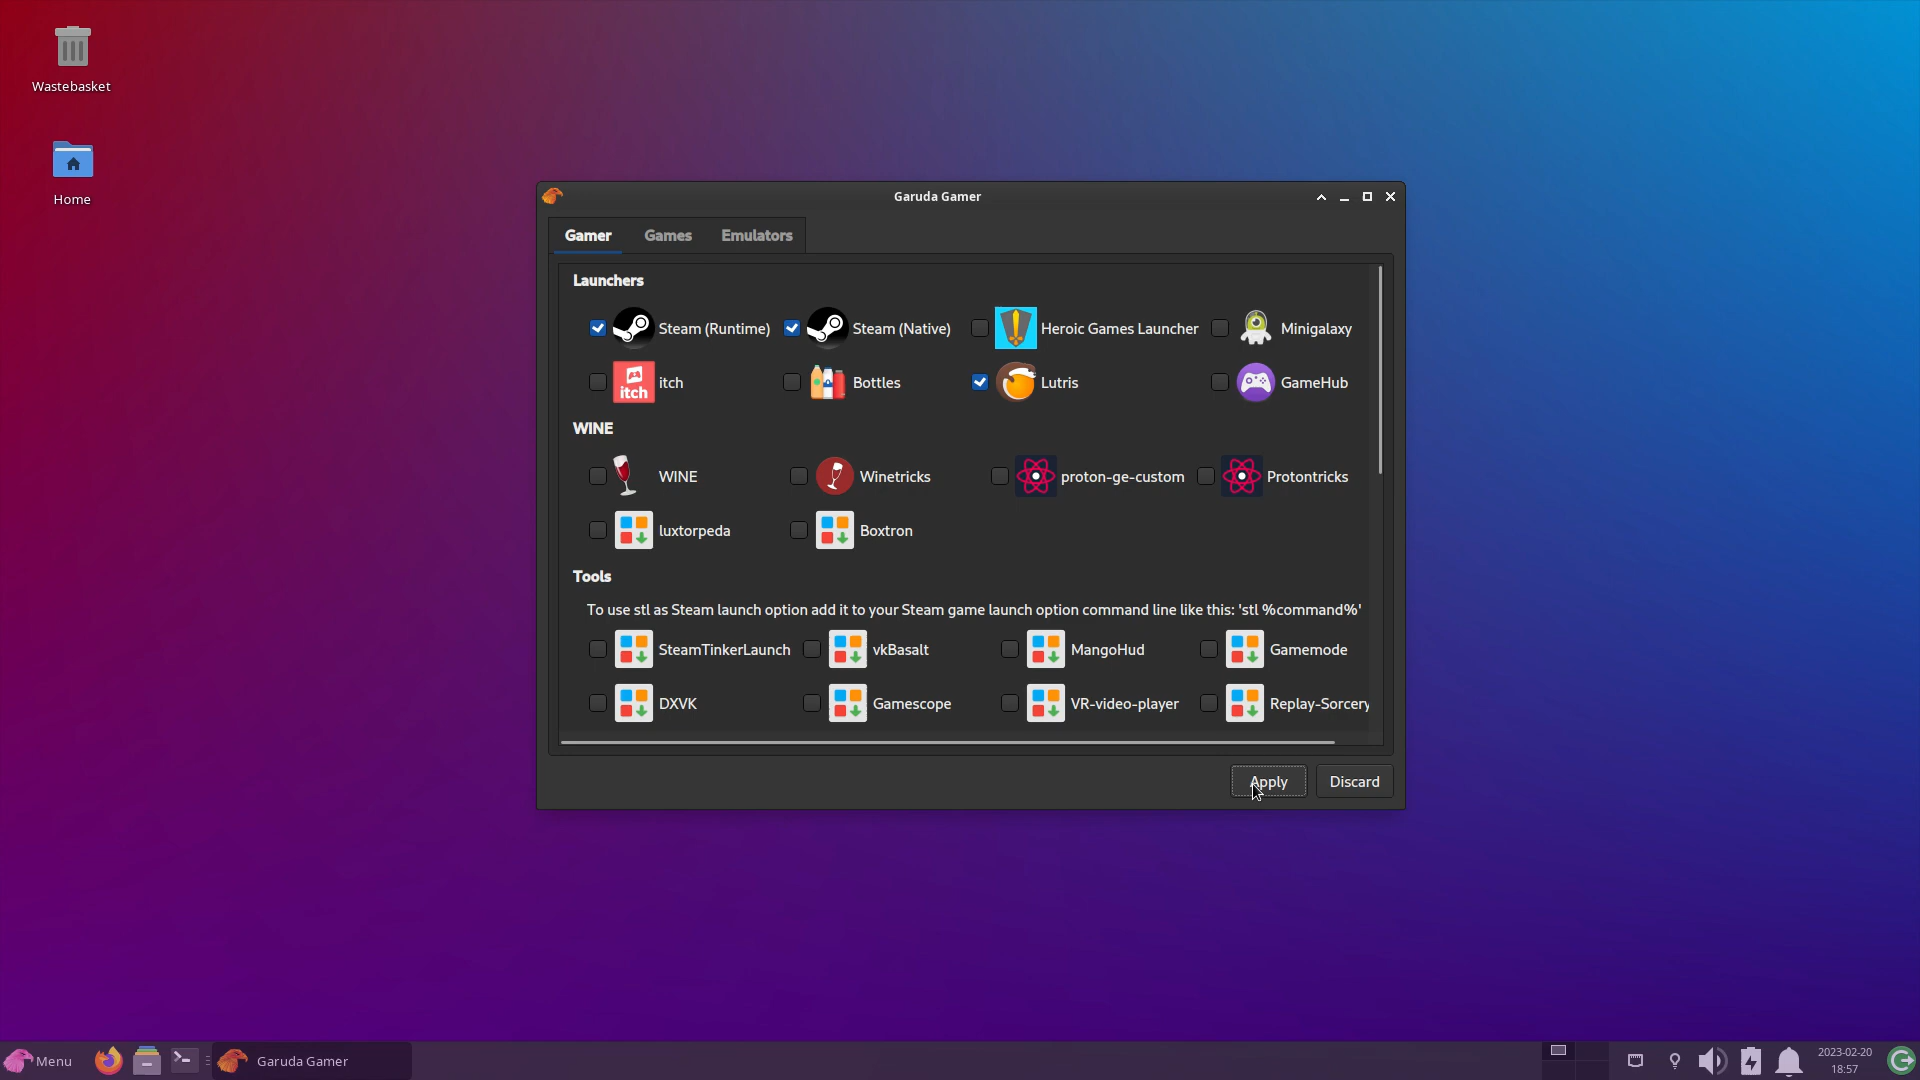 Wastebasket
Home
Garuda Gamer
Gamer Games Emulators
Launchers
Steam (Runtime) Steam (Native) Heroic Games Launcher Minigalaxy
itch itch Bottles Lutris GameHub
WINE
WINE Winetricks proton-ge-custom Protontricks
luxtorpeda Boxtron
Tools
To use stl as Steam launch option add it to your Steam game launch option command line like this: 'stl %command%'
SteamTinkerLaunch vkBasalt MangoHud Gamemode
DXVK Gamescope VR-video-player Replay-Sorcery
Apply Discard
Menu Garuda Gamer 2023-02-20
18:57